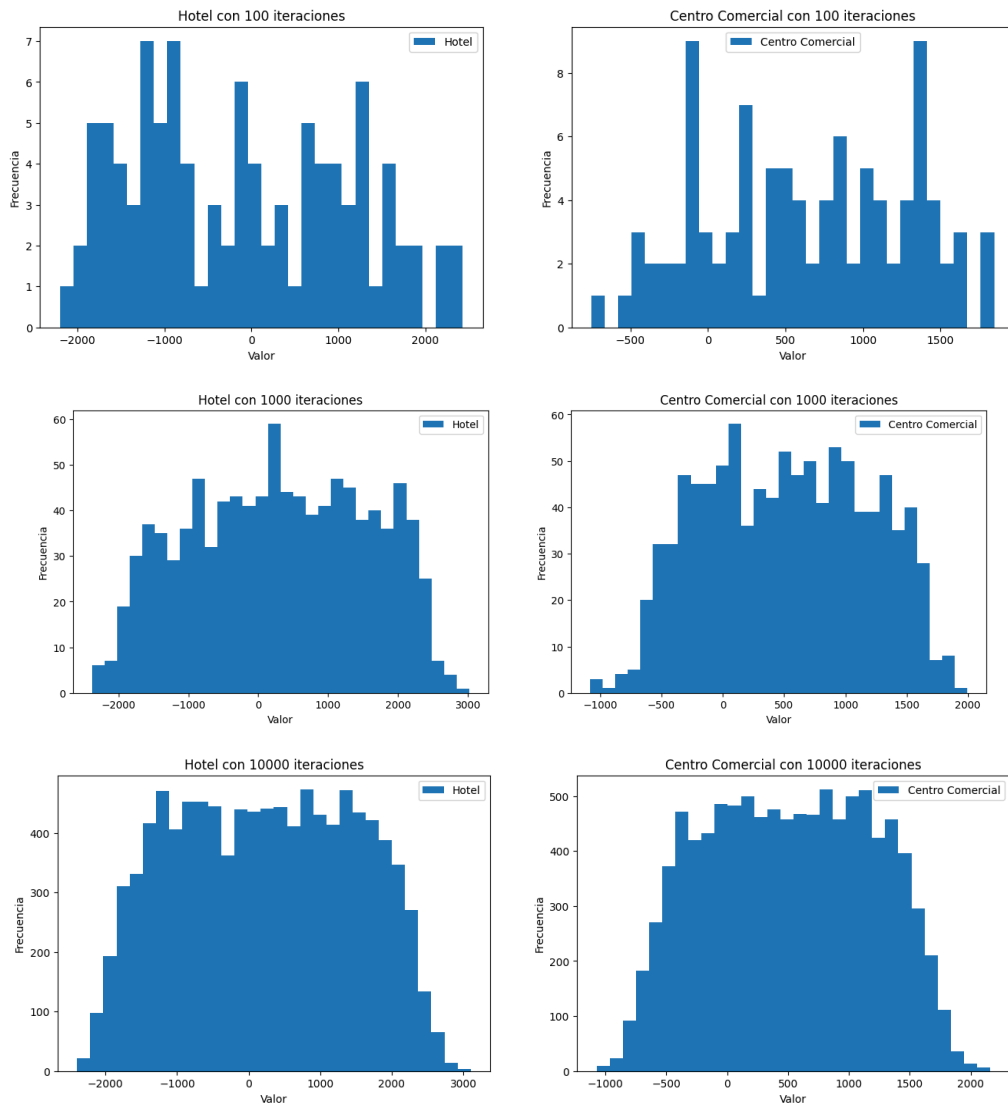 Hotel con 100 iteraciones
Hotel
7
6
5
4
3
2
1
0
Frecuencia
−2000 −1000 0 1000 2000
Valor
Centro Comercial con 100 iteraciones
Centro Comercial
8
6
4
2
0
Frecuencia
−500 0 500 1000 1500
Valor
Hotel con 1000 iteraciones
Hotel
60
50
40
30
20
10
0
Frecuencia
−2000 −1000 0 1000 2000 3000
Valor
Centro Comercial con 1000 iteraciones
Centro Comercial
60
50
40
30
20
10
0
Frecuencia
−1000 −500 0 500 1000 1500 2000
Valor
Hotel con 10000 iteraciones
Hotel
400
300
200
100
0
Frecuencia
−2000 −1000 0 1000 2000 3000
Valor
Centro Comercial con 10000 iteraciones
Centro Comercial
500
400
300
200
100
0
Frecuencia
−1000 −500 0 500 1000 1500 2000
Valor